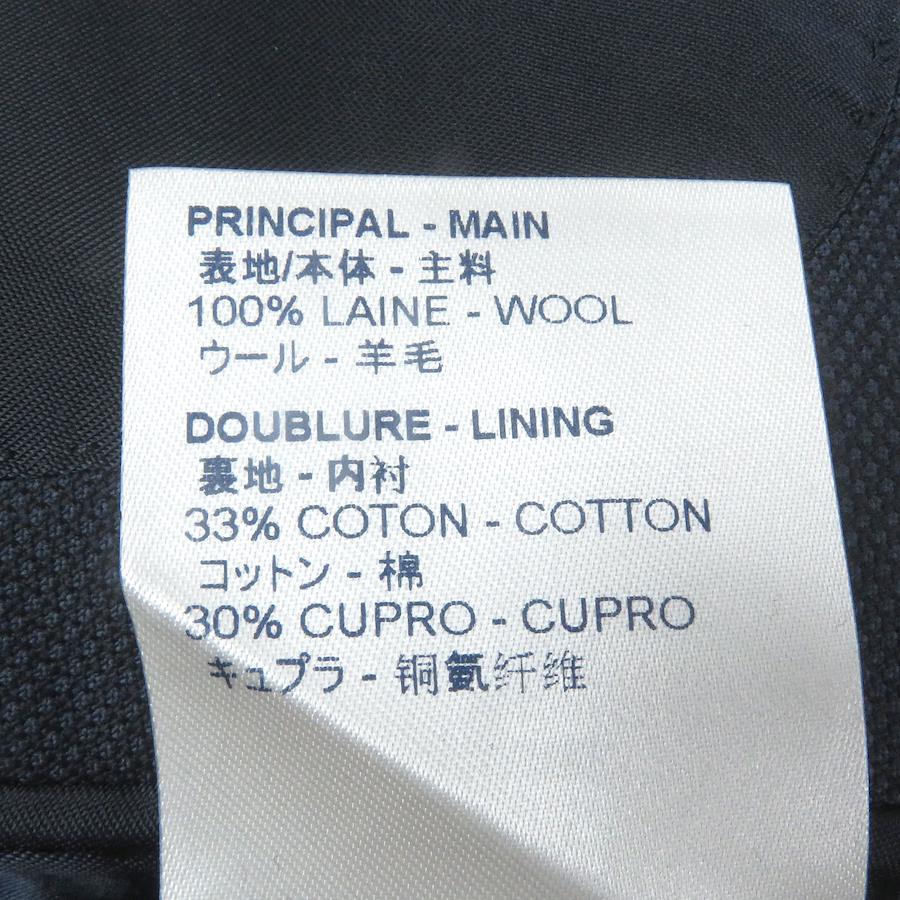 PRINCIPAL - MAIN
表地/本体 - 主料
100% LAINE - WOOL
ウール - 羊毛
DOUBLURE - LINING
裏地 - 内衬
33% COTON - COTTON
コットン - 棉
30% CUPRO - CUPRO
キュプラ - 铜氨纤维